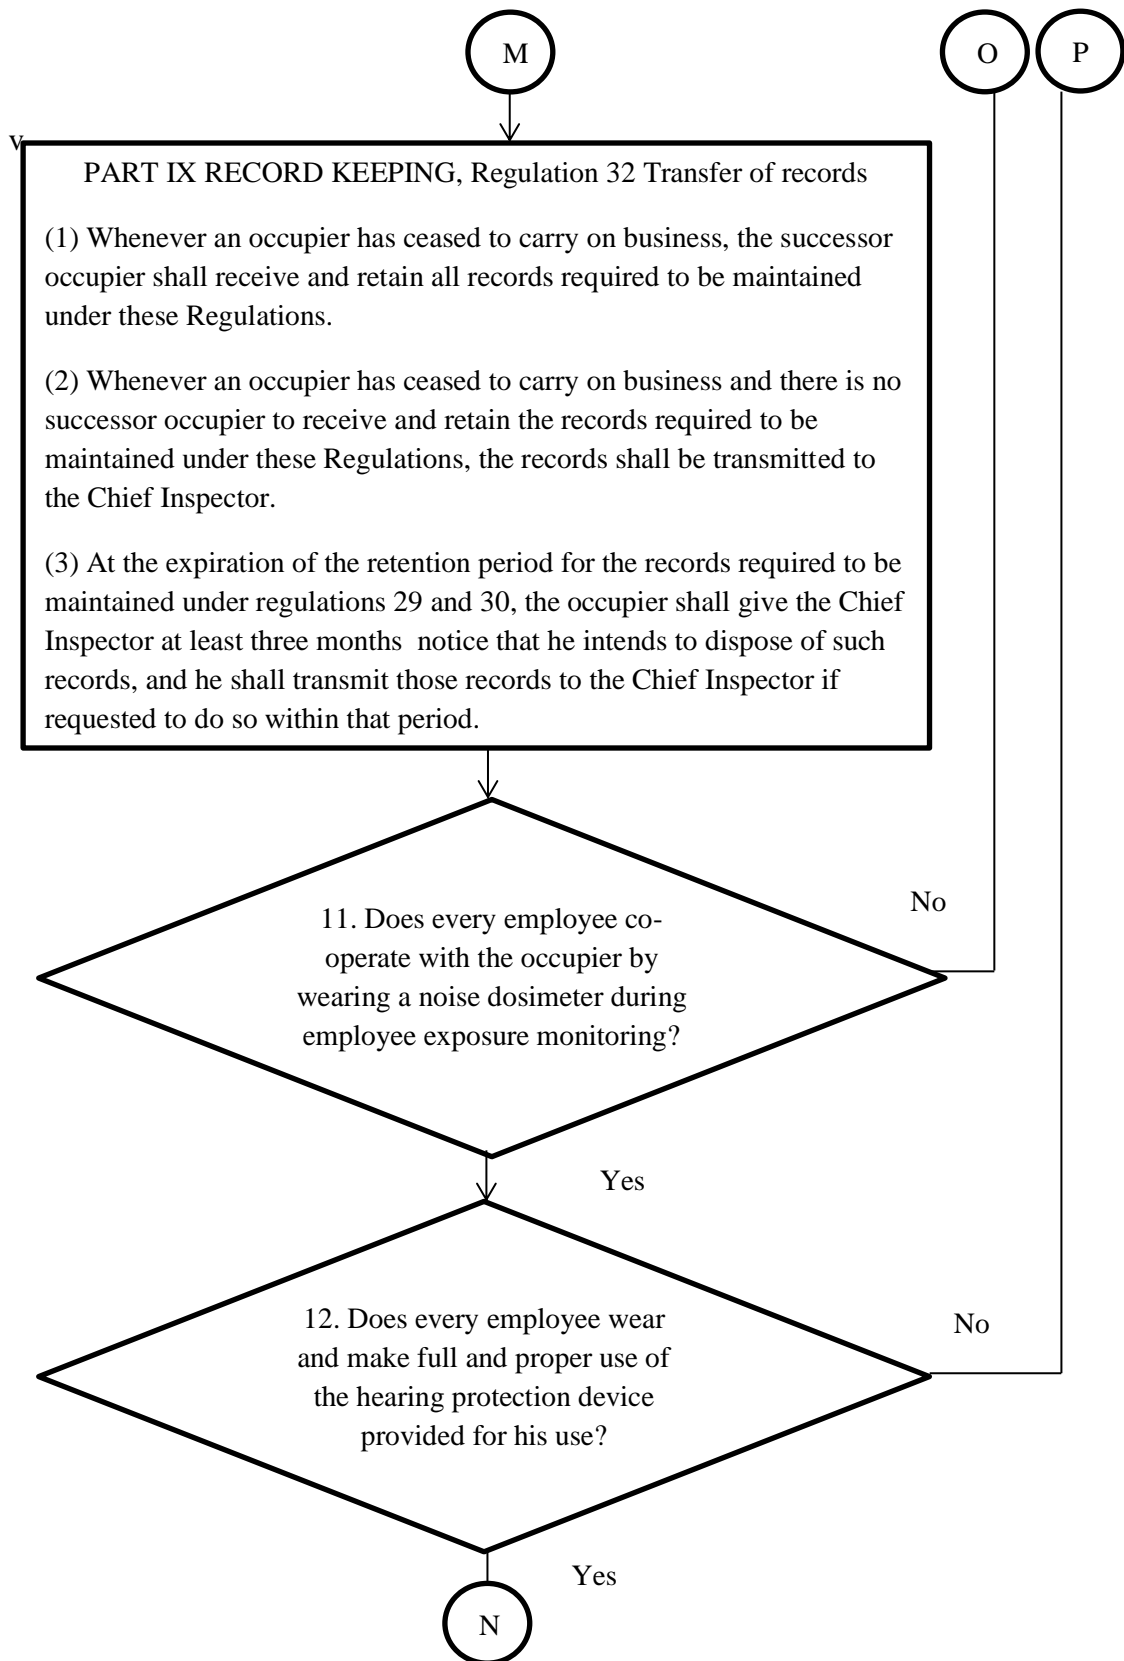 M
O
P
v
PART IX RECORD KEEPING, Regulation 32 Transfer of records
(1) Whenever an occupier has ceased to carry on business, the successor
occupier shall receive and retain all records required to be maintained
under these Regulations.
(2) Whenever an occupier has ceased to carry on business and there is no
successor occupier to receive and retain the records required to be
maintained under these Regulations, the records shall be transmitted to
the Chief Inspector.
(3) At the expiration of the retention period for the records required to be
maintained under regulations 29 and 30, the occupier shall give the Chief
Inspector at least three months  notice that he intends to dispose of such
records, and he shall transmit those records to the Chief Inspector if
requested to do so within that period.
No
11. Does every employee co-
operate with the occupier by
wearing a noise dosimeter during
employee exposure monitoring?
Yes
No
12. Does every employee wear
and make full and proper use of
the hearing protection device
provided for his use?
Yes
N